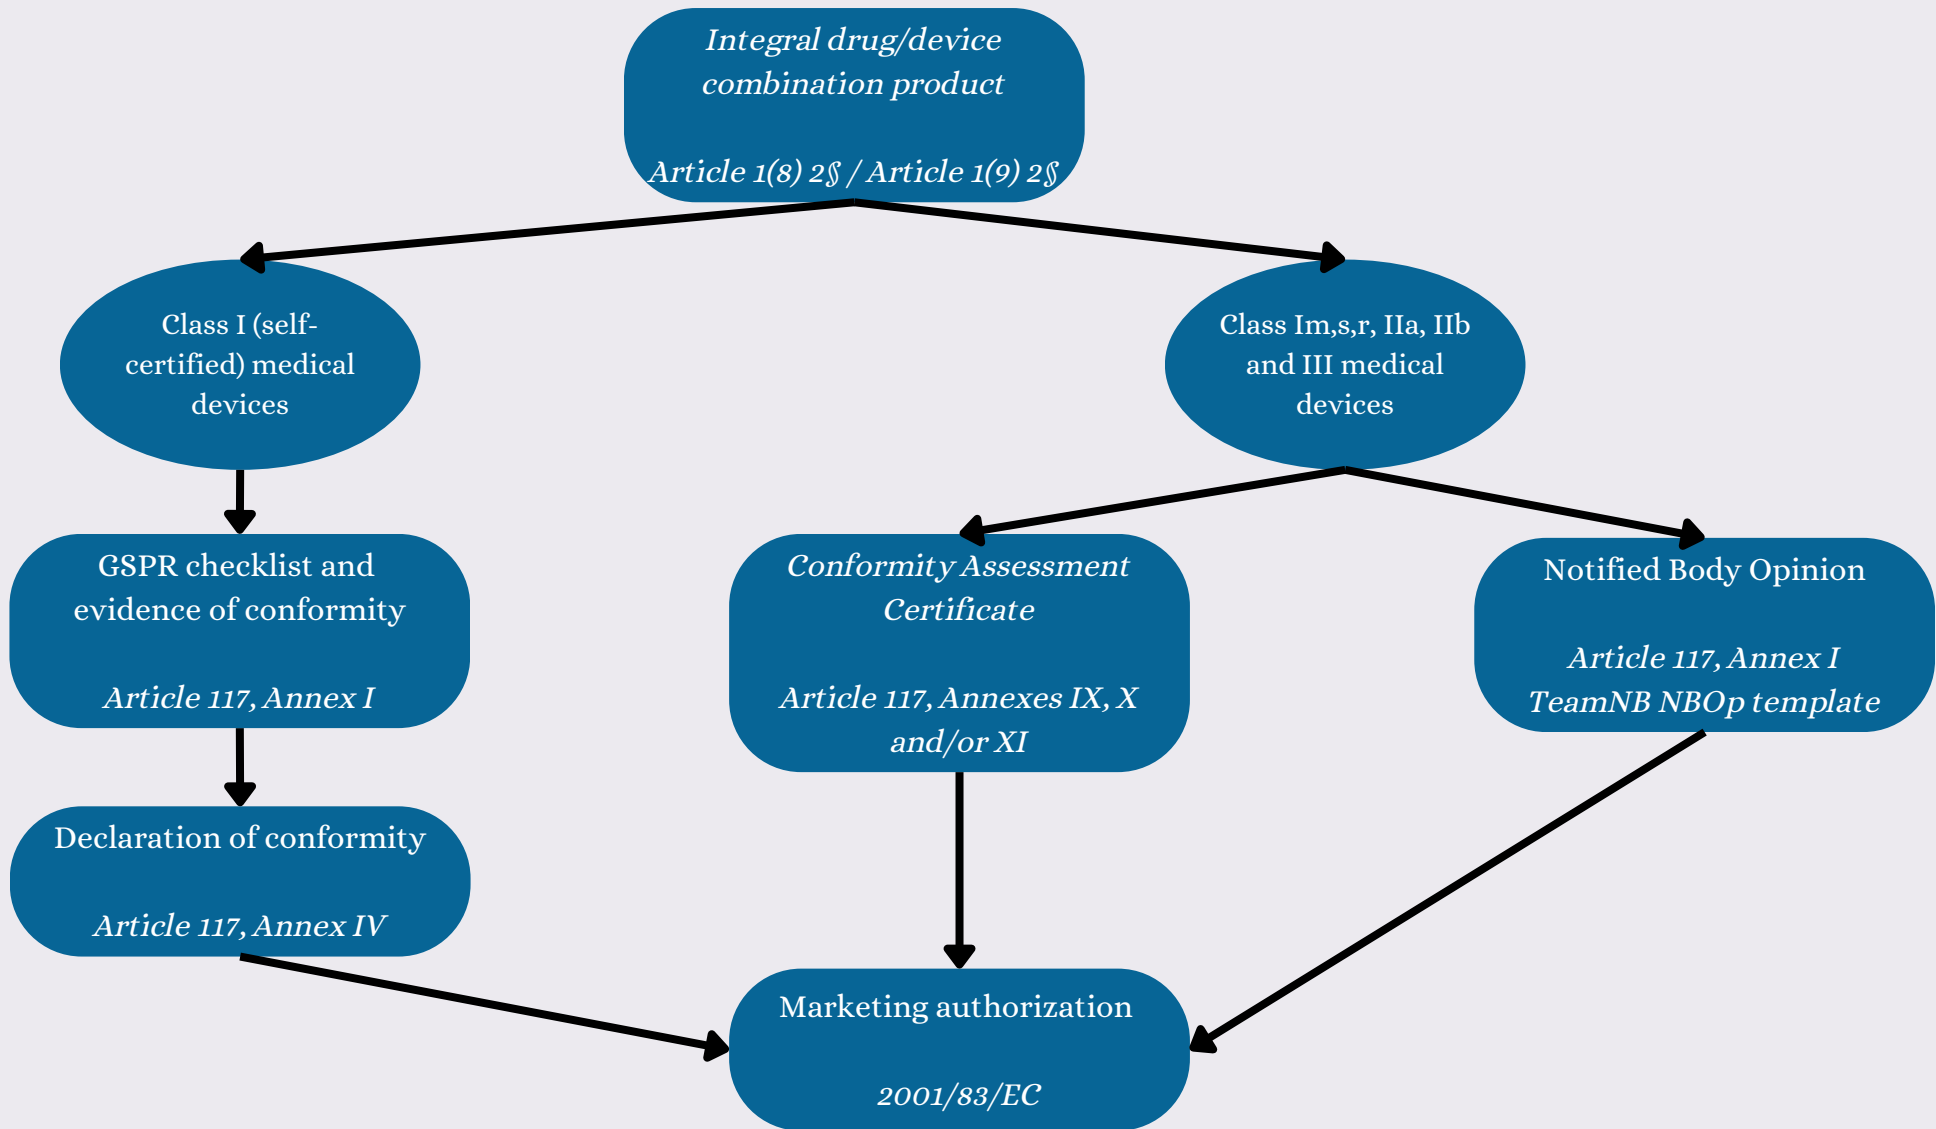 Integral drug/device
combination product
Article 1(8) 2§ / Article 1(9) 2§
Class I (self-
certified) medical
devices
Class Im,s,r, IIa, IIb
and III medical
devices
GSPR checklist and
evidence of conformity
Article 117, Annex I
Conformity Assessment
Certificate
Article 117, Annexes IX, X
and/or XI
Notified Body Opinion
Article 117, Annex I
TeamNB NBOp template
Declaration of conformity
Article 117, Annex IV
Marketing authorization
2001/83/EC